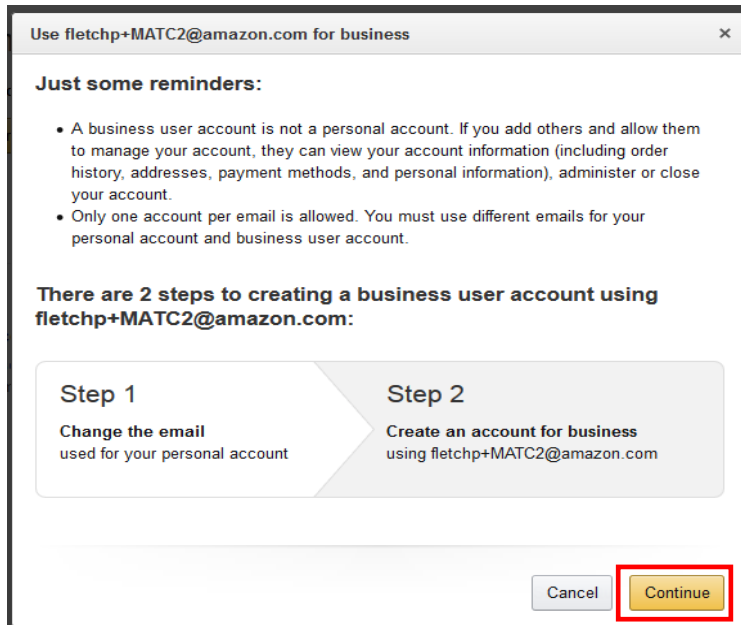 Use fletchp+MATC2@amazon.com for business
×
Just some reminders:
• A business user account is not a personal account. If you add others and allow them
to manage your account, they can view your account information (including order
history, addresses, payment methods, and personal information), administer or close
your account.
• Only one account per email is allowed. You must use different emails for your
personal account and business user account.
There are 2 steps to creating a business user account using
fletchp+MATC2@amazon.com:
Step 1
Change the email
used for your personal account
Step 2
Create an account for business
using fletchp+MATC2@amazon.com
Cancel
Continue